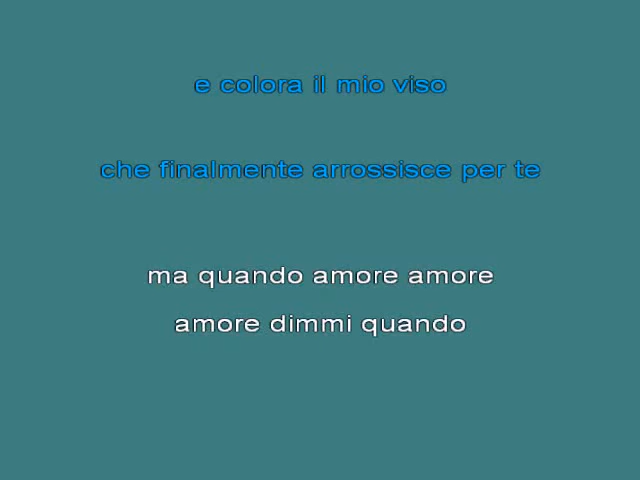 e colora il mio viso
che finalmente arrossisce per te
ma quando amore amore
amore dimmi quando